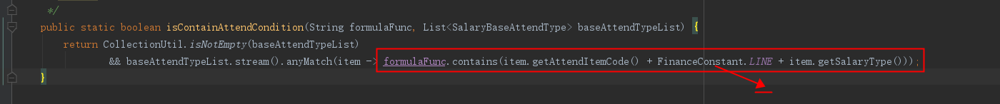 */
public static boolean isContainAttendCondition(String formulaFunc, List<SalaryBaseAttendType> baseAttendTypeList) {
return CollectionUtil.isNotEmpty(baseAttendTypeList)
&& baseAttendTypeList.stream().anyMatch(item -> formulaFunc.contains(item.getAttendItemCode() + FinanceConstant.LINE + item.getSalaryType()));
}